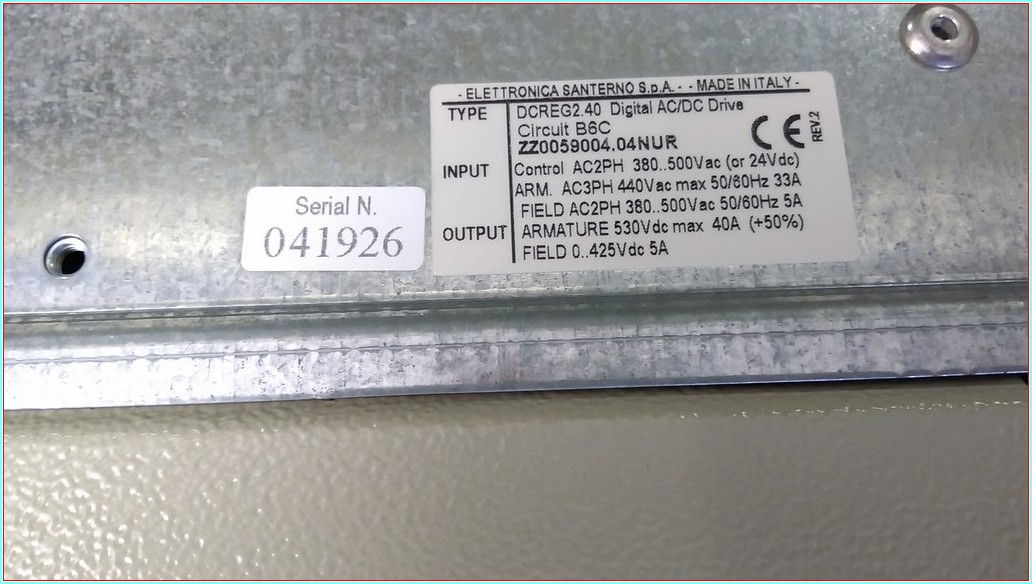 - ELETTRONICA SANTERNO S.p.A. - - MADE IN ITALY -
TYPE DCREG2.40 Digital AC/DC Drive
Circuit B6C
ZZ0059004.04NUR
CE REV.2
INPUT Control AC2PH 380..500Vac (or 24Vdc)
ARM. AC3PH 440Vac max 50/60Hz 33A
FIELD AC2PH 380..500Vac 50/60Hz 5A
OUTPUT ARMATURE 530Vdc max 40A (+50%)
FIELD 0..425Vdc 5A
Serial N.
041926